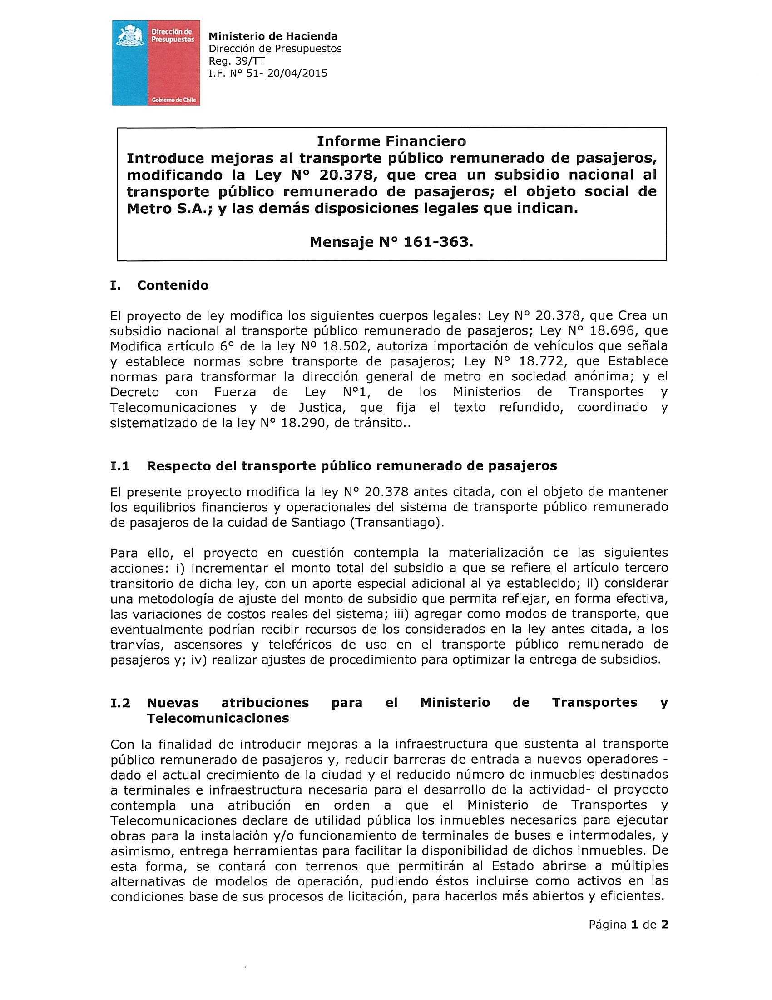 Dirección de
Presupuestos
Gobierno de Chile
Ministerio de Hacienda
Dirección de Presupuestos
Reg. 39/TT
I.F. N° 51- 20/04/2015
Informe Financiero
Introduce mejoras al transporte público remunerado de pasajeros,
modificando la Ley N° 20.378, que crea un subsidio nacional al
transporte público remunerado de pasajeros; el objeto social de
Metro S.A.; y las demás disposiciones legales que indican.
Mensaje N° 161-363.
I. Contenido
El proyecto de ley modifica los siguientes cuerpos legales: Ley N° 20.378, que Crea un
subsidio nacional al transporte público remunerado de pasajeros; Ley N° 18.696, que
Modifica artículo 6° de la ley Nº 18.502, autoriza importación de vehículos que señala
y establece normas sobre transporte de pasajeros; Ley N° 18.772, que Establece
normas para transformar la dirección general de metro en sociedad anónima; y el
Decreto con Fuerza de Ley N°1, de los Ministerios de Transportes y
Telecomunicaciones y de Justica, que fija el texto refundido, coordinado y
sistematizado de la ley N° 18.290, de tránsito..
I.1 Respecto del transporte público remunerado de pasajeros
El presente proyecto modifica la ley N° 20.378 antes citada, con el objeto de mantener
los equilibrios financieros y operacionales del sistema de transporte público remunerado
de pasajeros de la cuidad de Santiago (Transantiago).
Para ello, el proyecto en cuestión contempla la materialización de las siguientes
acciones: i) incrementar el monto total del subsidio a que se refiere el artículo tercero
transitorio de dicha ley, con un aporte especial adicional al ya establecido; ii) considerar
una metodología de ajuste del monto de subsidio que permita reflejar, en forma efectiva,
las variaciones de costos reales del sistema; iii) agregar como modos de transporte, que
eventualmente podrían recibir recursos de los considerados en la ley antes citada, a los
tranvías, ascensores y teleféricos de uso en el transporte público remunerado de
pasajeros y; iv) realizar ajustes de procedimiento para optimizar la entrega de subsidios.
I.2 Nuevas atribuciones para el Ministerio de Transportes y
Telecomunicaciones
Con la finalidad de introducir mejoras a la infraestructura que sustenta al transporte
público remunerado de pasajeros y, reducir barreras de entrada a nuevos operadores -
dado el actual crecimiento de la ciudad y el reducido número de inmuebles destinados
a terminales e infraestructura necesaria para el desarrollo de la actividad- el proyecto
contempla una atribución en orden a que el Ministerio de Transportes y
Telecomunicaciones declare de utilidad pública los inmuebles necesarios para ejecutar
obras para la instalación y/o funcionamiento de terminales de buses e intermodales, y
asimismo, entrega herramientas para facilitar la disponibilidad de dichos inmuebles. De
esta forma, se contará con terrenos que permitirán al Estado abrirse a múltiples
alternativas de modelos de operación, pudiendo éstos incluirse como activos en las
condiciones base de sus procesos de licitación, para hacerlos más abiertos y eficientes.
Página 1 de 2